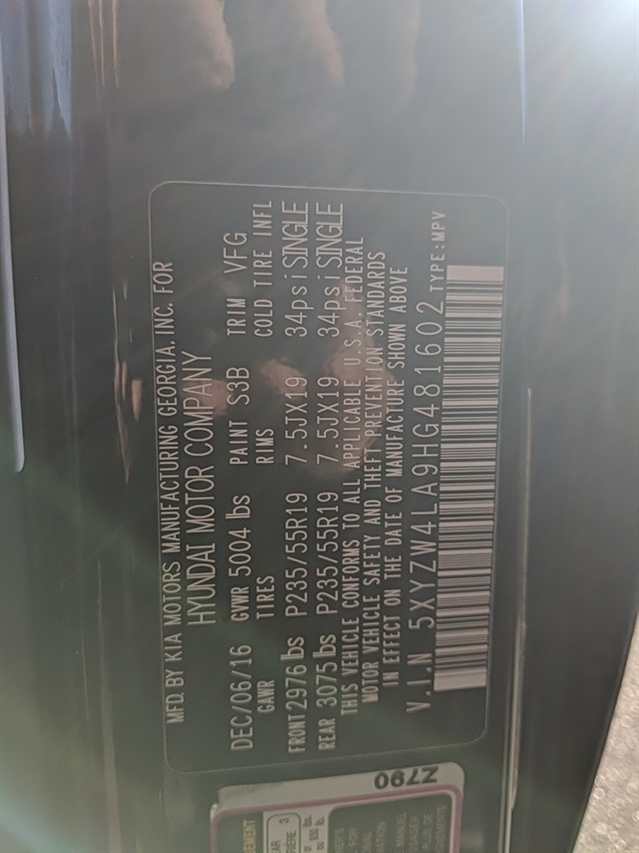 MFD. BY KIA MOTORS MANUFACTURING GEORGIA, INC. FOR
HYUNDAI MOTOR COMPANY
DEC/06/16 GVWR 5004 lbs PAINT S3B TRIM VFG
GAWR TIRES RIMS COLD TIRE INFL
FRONT 2976 lbs P235/55R19 7.5JX19 34psi SINGLE
REAR 3075 lbs P235/55R19 7.5JX19 34psi SINGLE
THIS VEHICLE CONFORMS TO ALL APPLICABLE U.S.A. FEDERAL
MOTOR VEHICLE SAFETY AND THEFT PREVENTION STANDARDS
IN EFFECT ON THE DATE OF MANUFACTURE SHOWN ABOVE
V.I.N 5XYZW4LA9HG481602 TYPE:MPV
Z790